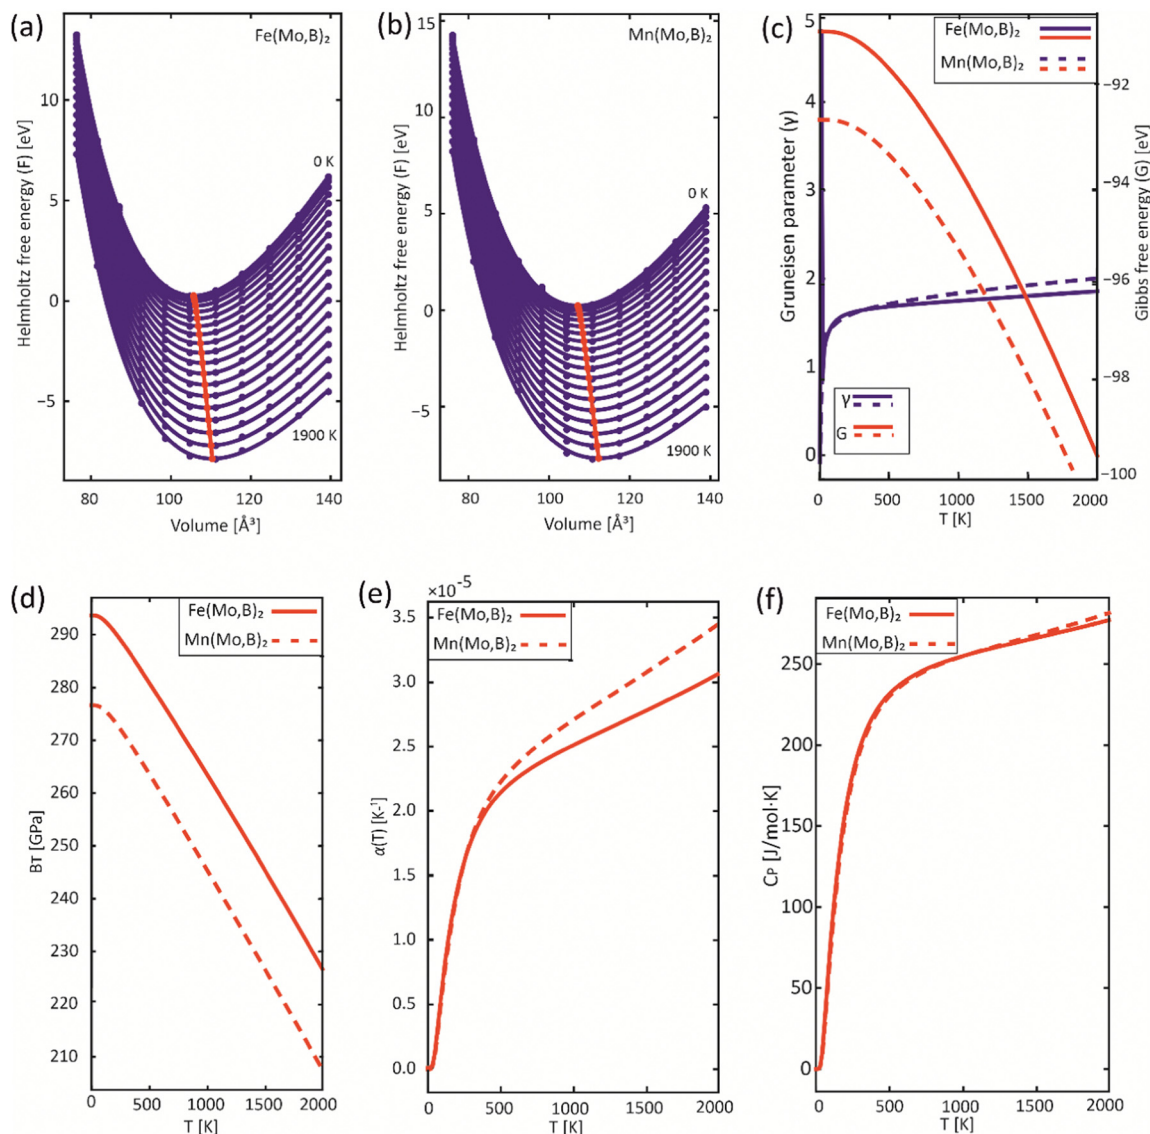 (a)
Fe(Mo,B)₂
Helmholtz free energy (F) [eV]
10
5
0
−5
0 K
1900 K
80
100
120
140
Volume [Å³]
(b)
Mn(Mo,B)₂
Helmholtz free energy (F) [eV]
15
10
5
0
−5
0 K
1900 K
80
100
120
140
Volume [Å³]
(c)
Fe(Mo,B)₂
Mn(Mo,B)₂
Gruneisen parameter (γ)
5
4
3
2
1
0
γ
G
−92
−94
−96
−98
−100
Gibbs free energy (G) [eV]
0
500
1000
1500
2000
T [K]
(d)
Fe(Mo,B)₂
Mn(Mo,B)₂
BT [GPa]
290
280
270
260
250
240
230
220
210
0
500
1000
1500
2000
T [K]
(e)
×10⁻⁵
Fe(Mo,B)₂
Mn(Mo,B)₂
α(T) [K-¹]
3.5
3.0
2.5
2.0
1.5
1.0
0.5
0.0
0
500
1000
1500
2000
T [K]
(f)
Fe(Mo,B)₂
Mn(Mo,B)₂
CP [J/mol·K]
250
200
150
100
50
0
0
500
1000
1500
2000
T [K]